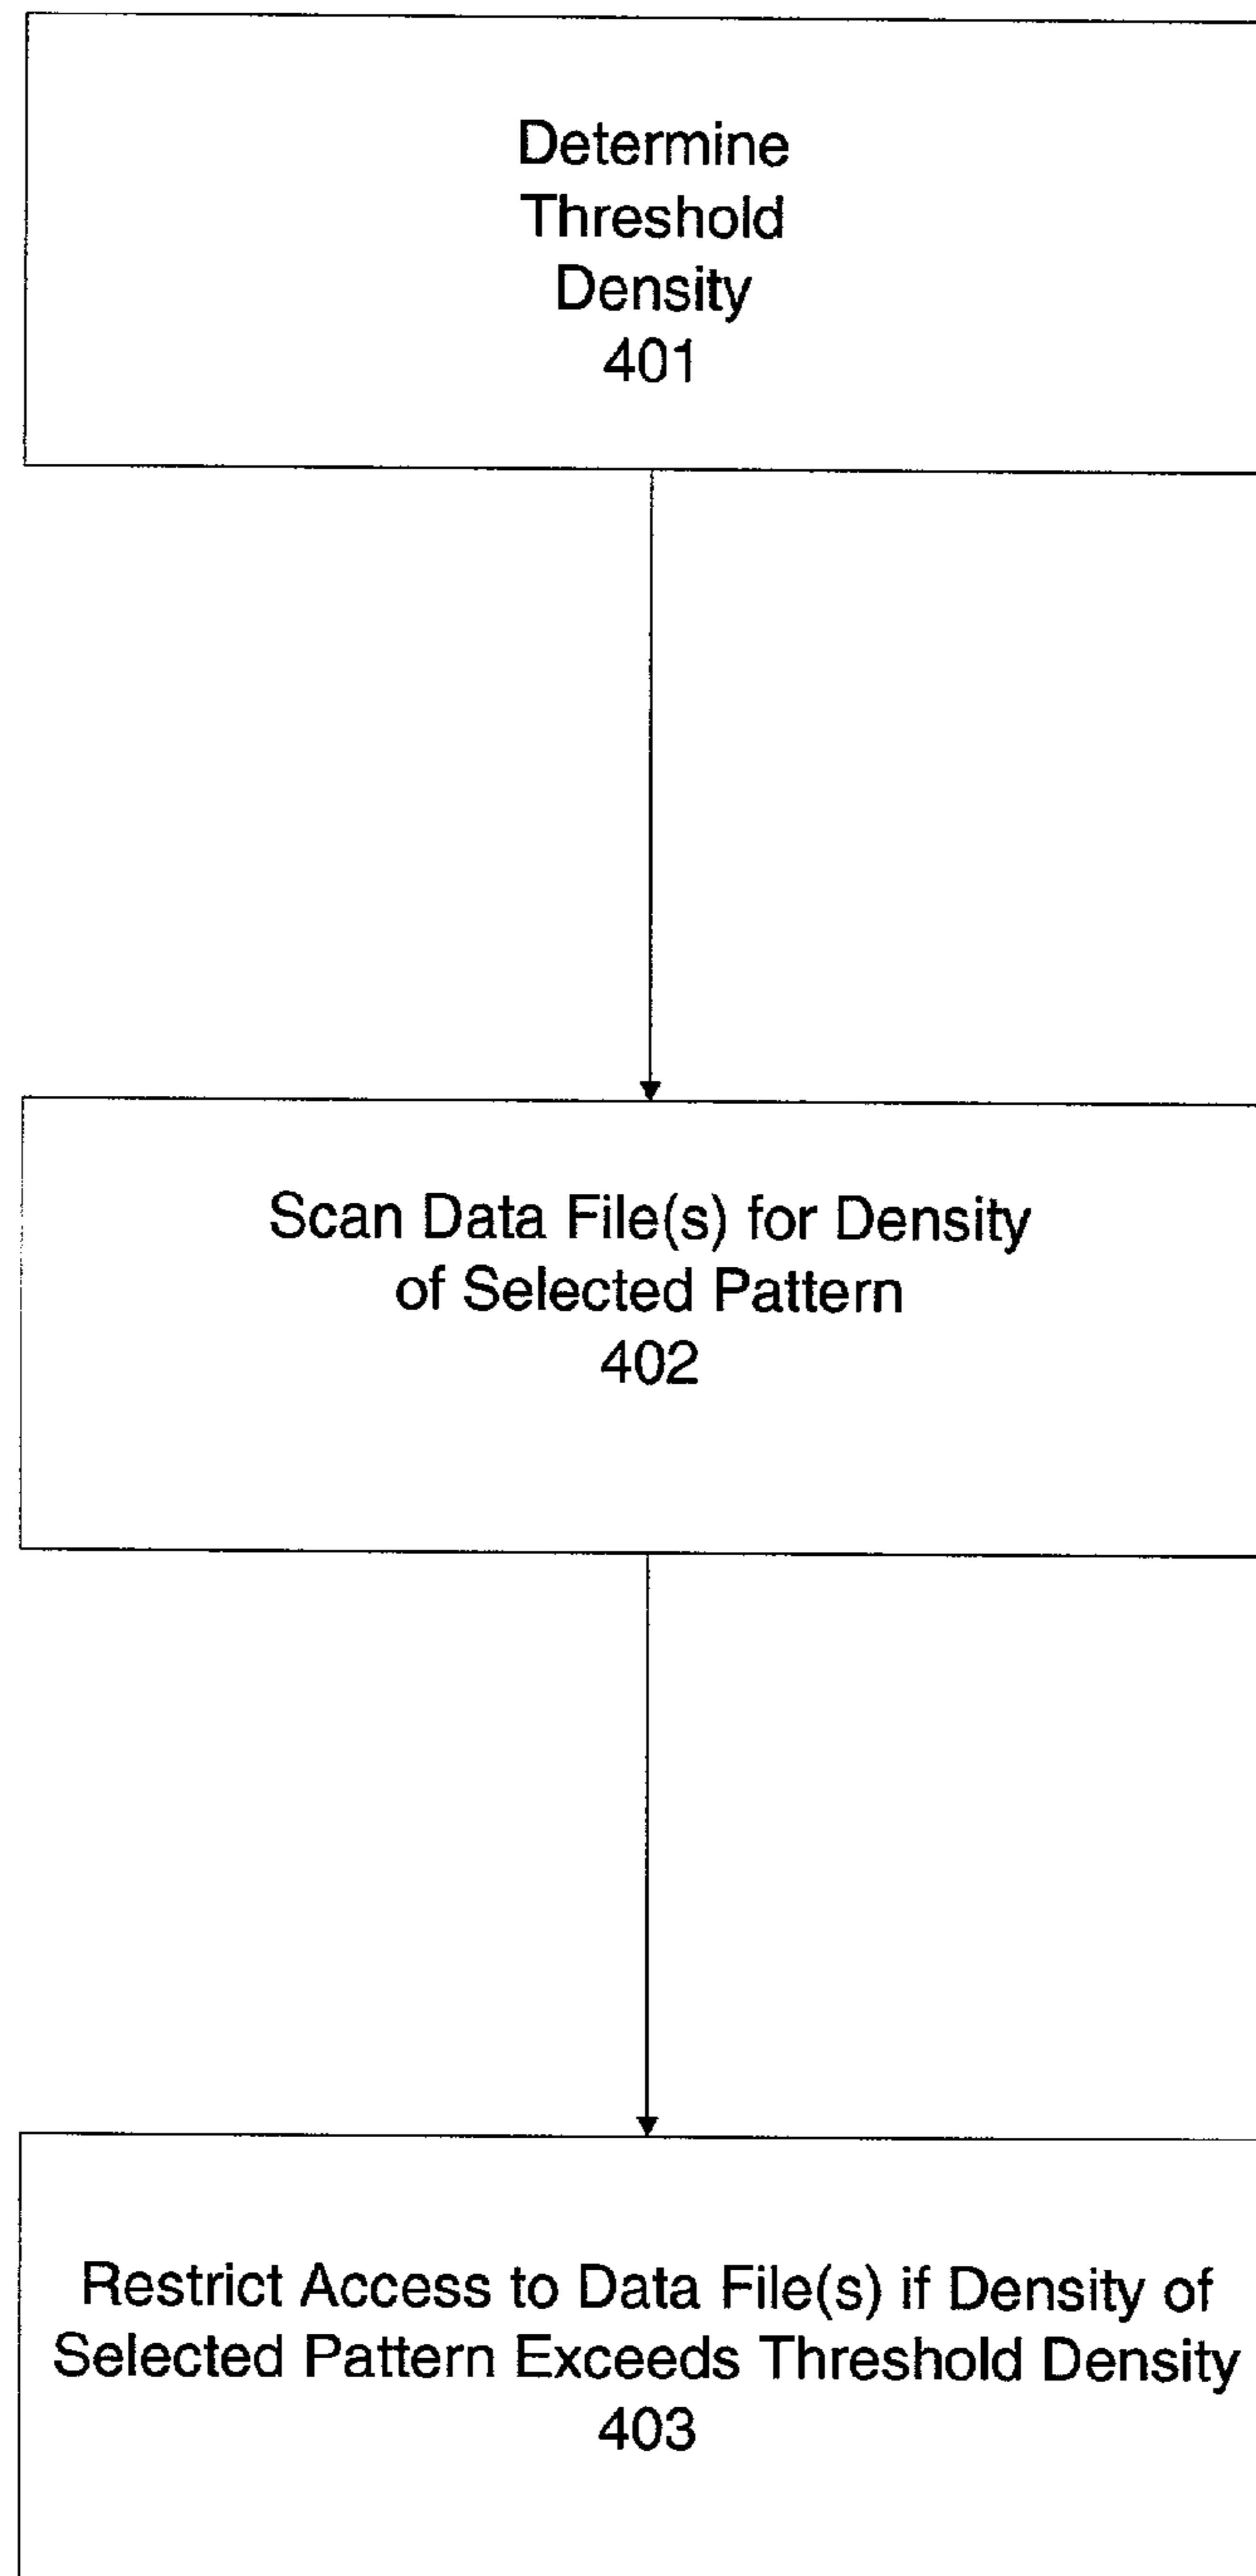 Determine
Threshold
Density
401
Scan Data File(s) for Density
of Selected Pattern
402
Restrict Access to Data File(s) if Density of
Selected Pattern Exceeds Threshold Density
403